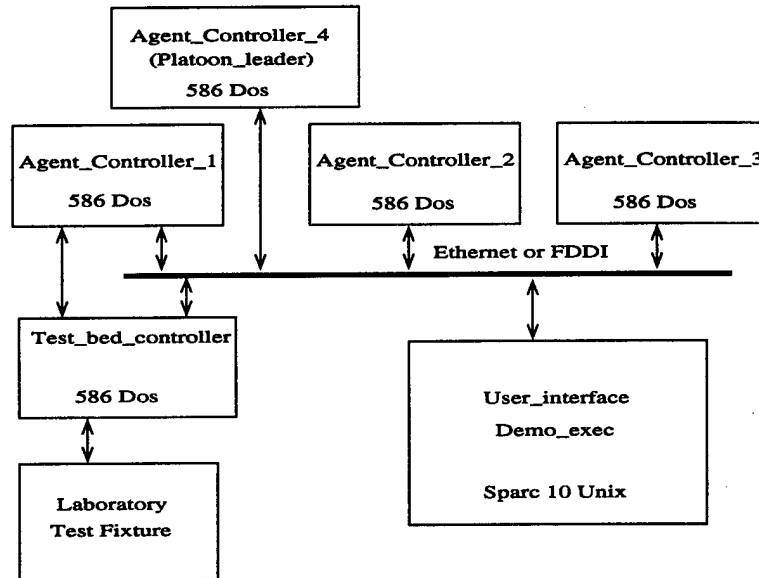 Agent_Controller_4
(Platoon_leader)
586 Dos
Agent_Controller_1
586 Dos
Agent_Controller_2
586 Dos
Agent_Controller_3
586 Dos
Ethernet or FDDI
Test_bed_controller
586 Dos
User_interface
Demo_exec
Sparc 10 Unix
Laboratory
Test Fixture